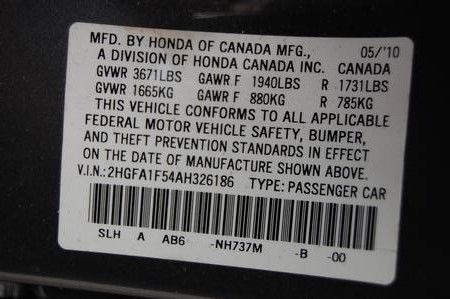 MFD. BY HONDA OF CANADA MFG., 05/'10
A DIVISION OF HONDA CANADA INC. CANADA
GVWR 3671LBS GAWR F 1940LBS R 1731LBS
GVWR 1665KG GAWR F 880KG R 785KG
THIS VEHICLE CONFORMS TO ALL APPLICABLE
FEDERAL MOTOR VEHICLE SAFETY, BUMPER,
AND THEFT PREVENTION STANDARDS IN EFFECT
ON THE DATE OF MANUFACTURE SHOWN ABOVE.
V.I.N.: 2HGFA1F54AH326186 TYPE: PASSENGER CAR
SLH A AB6 -NH737M -B -00